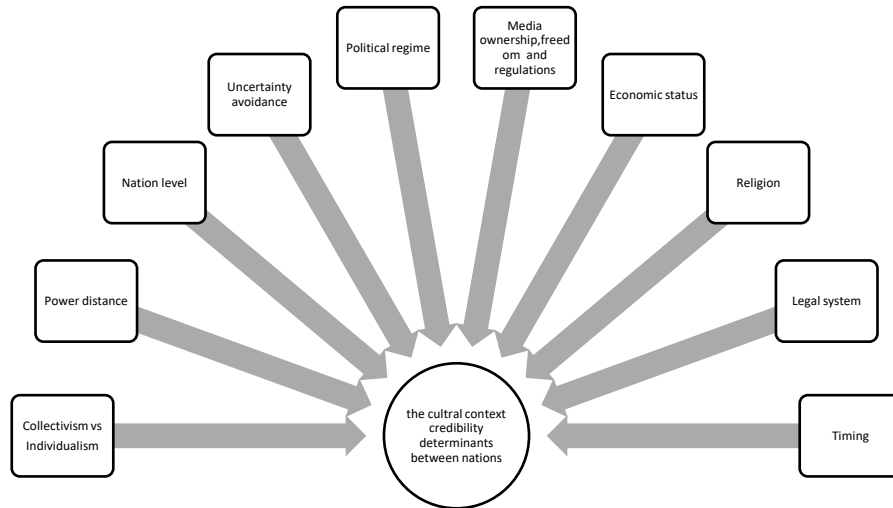 Media
ownership,freed
om and
regulations
Political regime
Uncertainty
avoidance
Economic status
Nation level
Religion
Power distance
Legal system
Collectivism vs
Individualism
Timing
the cultral context
credibility
determinants
between nations